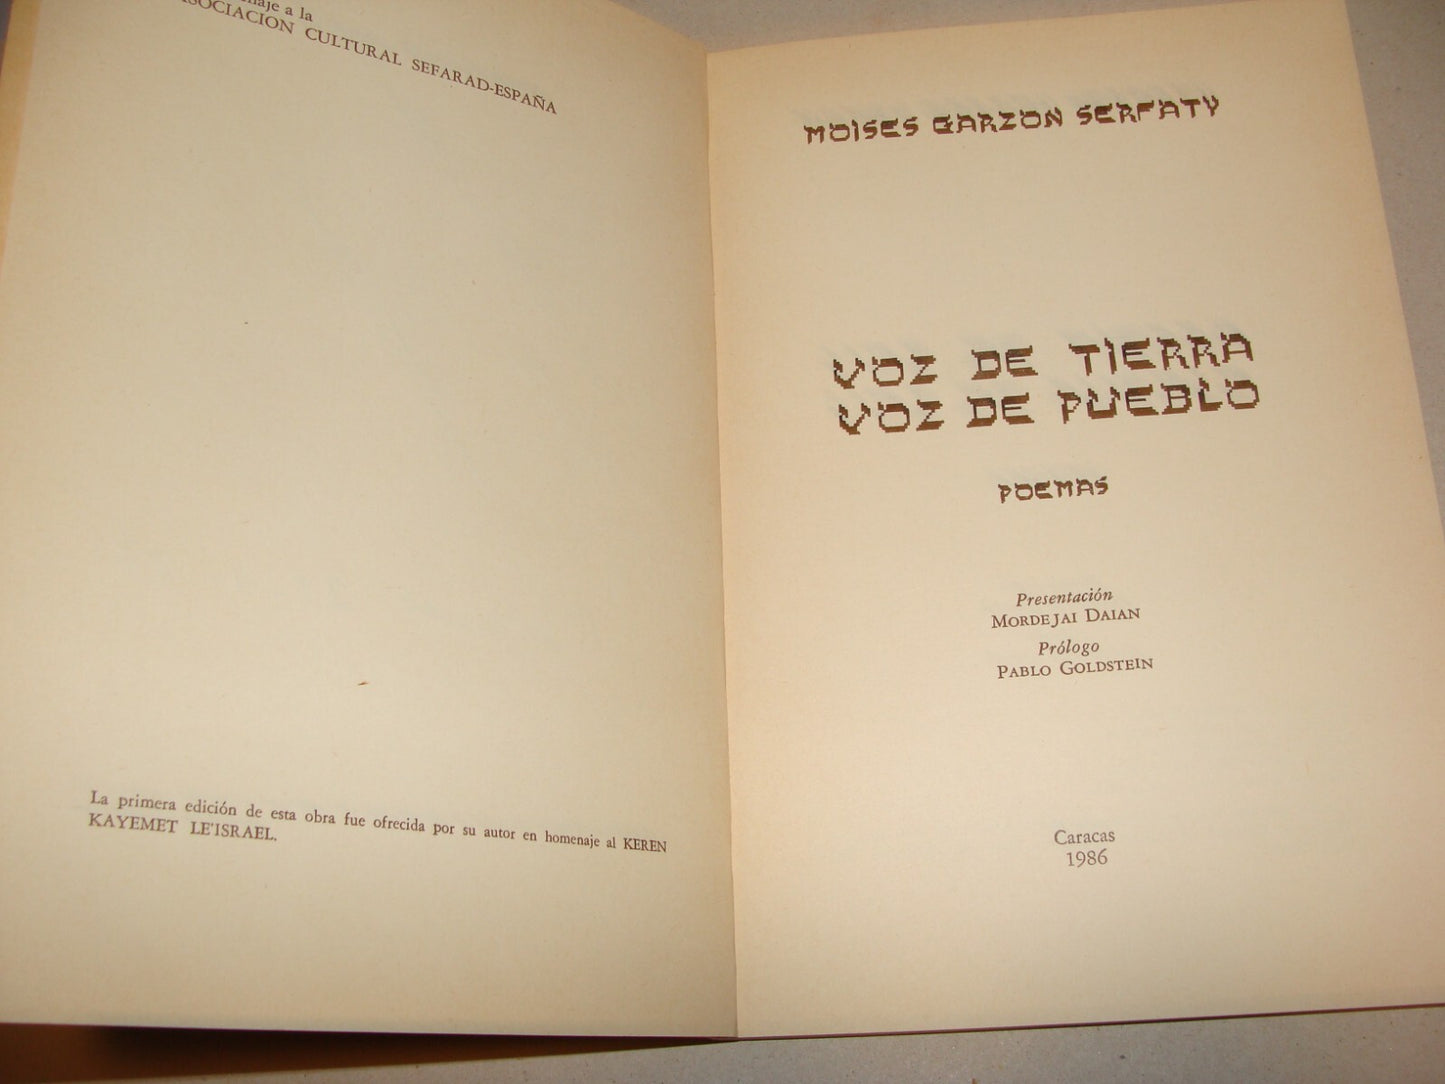 a la
ASOCIACION CULTURAL SEFARAD-ESPAÑA
La primera edición de esta obra fue ofrecida por su autor en homenaje al KEREN
KAYEMET LE'ISRAEL.
MOISES GARZON SERFATY
VOZ DE TIERRA
VOZ DE PUEBLO
POEMAS
Presentación
MORDEJAI DAIAN
Prólogo
PABLO GOLDSTEIN
Caracas
1986